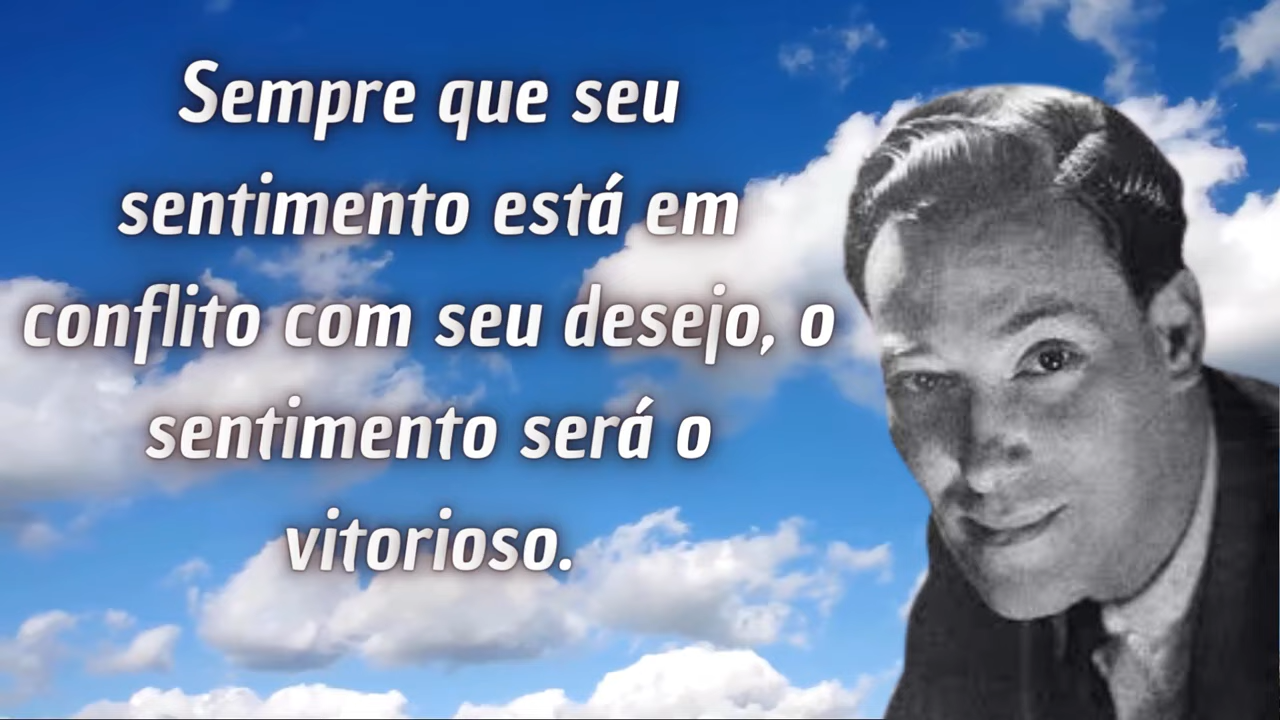 Sempre que seu
sentimento está em
conflito com seu desejo, o
sentimento será o
vitorioso.